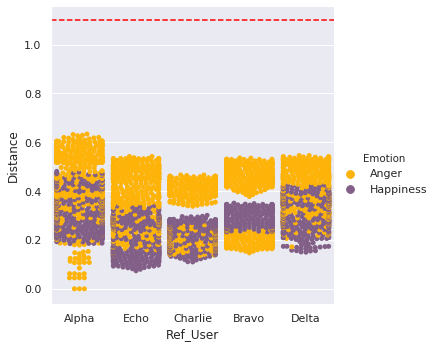 Distance
1.0
0.8
0.6
0.4
0.2
0.0
Alpha Echo Charlie Bravo Delta
Ref_User
Emotion
Anger
Happiness